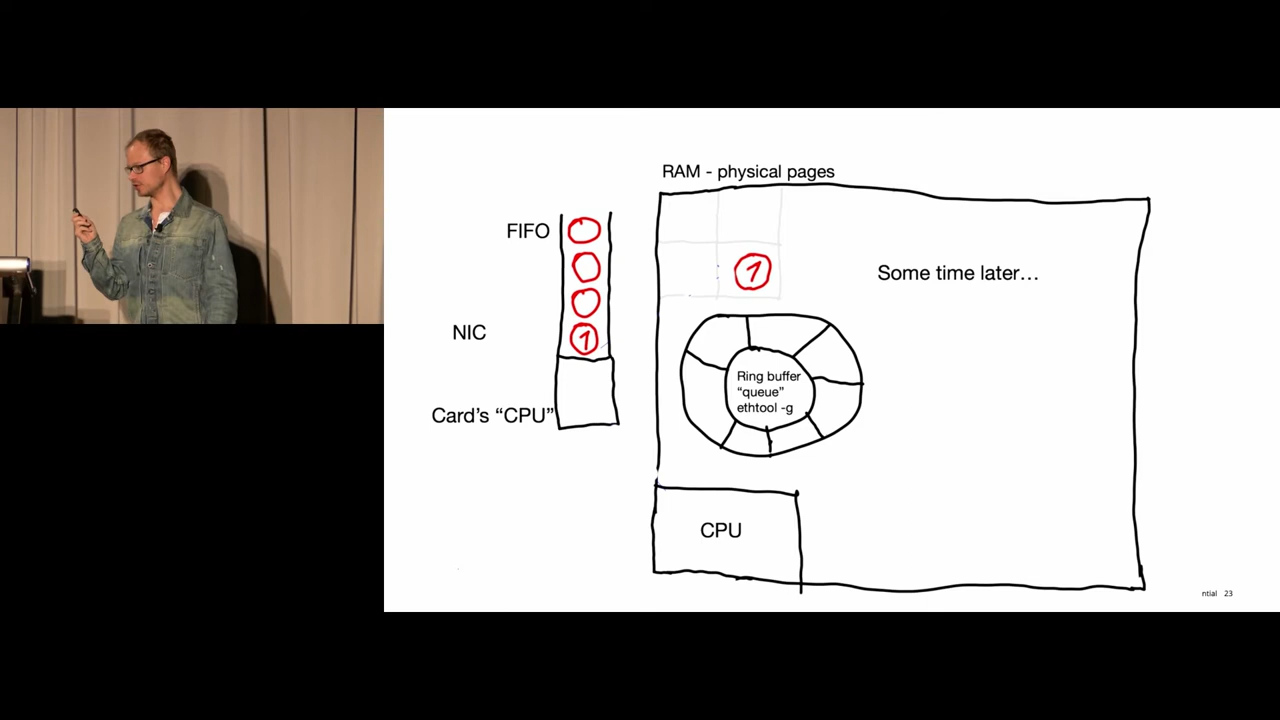 RAM - physical pages
FIFO
1
Some time later…
NIC
1
Ring buffer
“queue”
ethtool -g
Card’s “CPU”
CPU
ntial 23